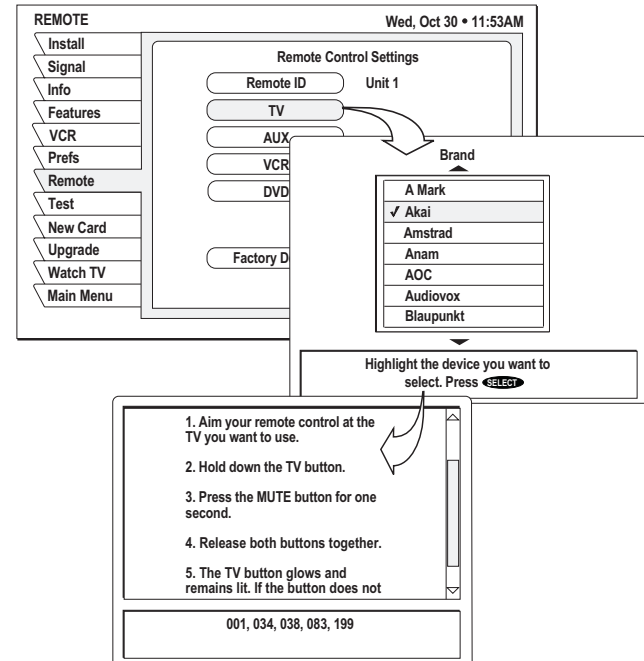 REMOTE
Wed, Oct 30 • 11:53AM
Install
Signal
Info
Features
VCR
Prefs
Remote
Test
New Card
Upgrade
Watch TV
Main Menu
Remote Control Settings
Remote ID Unit 1
TV
AUX
VCR
DVD
Factory D
Brand
A Mark
✓ Akai
Amstrad
Anam
AOC
Audiovox
Blaupunkt
Highlight the device you want to
select. Press SELECT
1. Aim your remote control at the
TV you want to use.
2. Hold down the TV button.
3. Press the MUTE button for one
second.
4. Release both buttons together.
5. The TV button glows and
remains lit. If the button does not
001, 034, 038, 083, 199